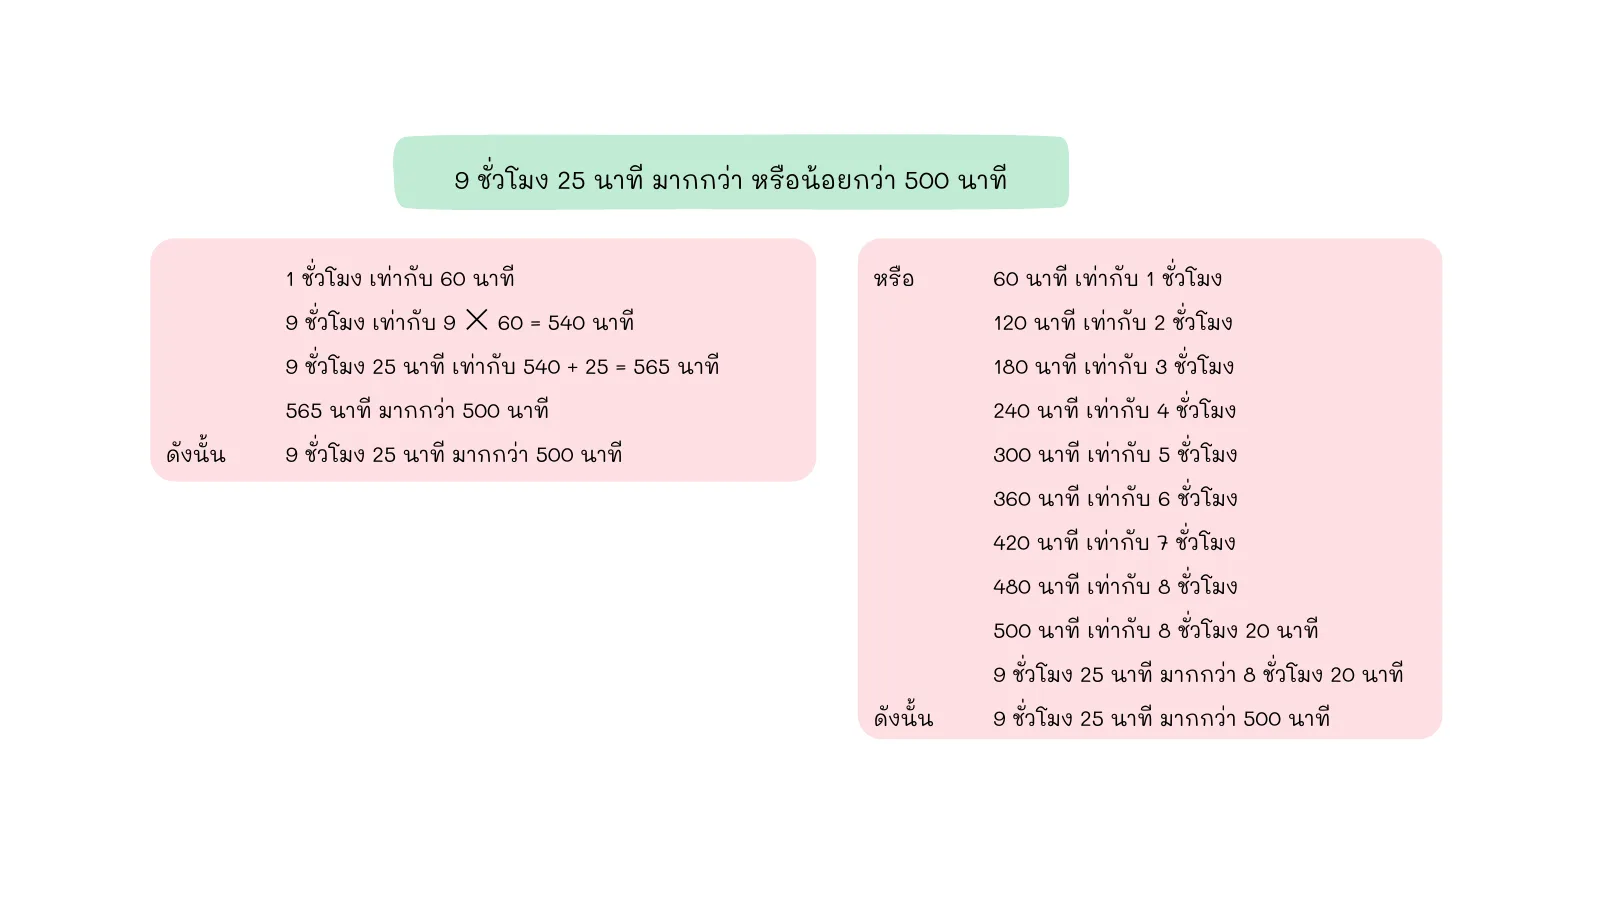 9 ชั่วโมง 25 นาที มากกว่า หรือน้อยกว่า 500 นาที
1 ชั่วโมง เท่ากับ 60 นาที
9 ชั่วโมง เท่ากับ 9 × 60 = 540 นาที
9 ชั่วโมง 25 นาที เท่ากับ 540 + 25 = 565 นาที
565 นาที มากกว่า 500 นาที
ดังนั้น 9 ชั่วโมง 25 นาที มากกว่า 500 นาที
หรือ 60 นาที เท่ากับ 1 ชั่วโมง
120 นาที เท่ากับ 2 ชั่วโมง
180 นาที เท่ากับ 3 ชั่วโมง
240 นาที เท่ากับ 4 ชั่วโมง
300 นาที เท่ากับ 5 ชั่วโมง
360 นาที เท่ากับ 6 ชั่วโมง
420 นาที เท่ากับ 7 ชั่วโมง
480 นาที เท่ากับ 8 ชั่วโมง
500 นาที เท่ากับ 8 ชั่วโมง 20 นาที
9 ชั่วโมง 25 นาที มากกว่า 8 ชั่วโมง 20 นาที
ดังนั้น 9 ชั่วโมง 25 นาที มากกว่า 500 นาที